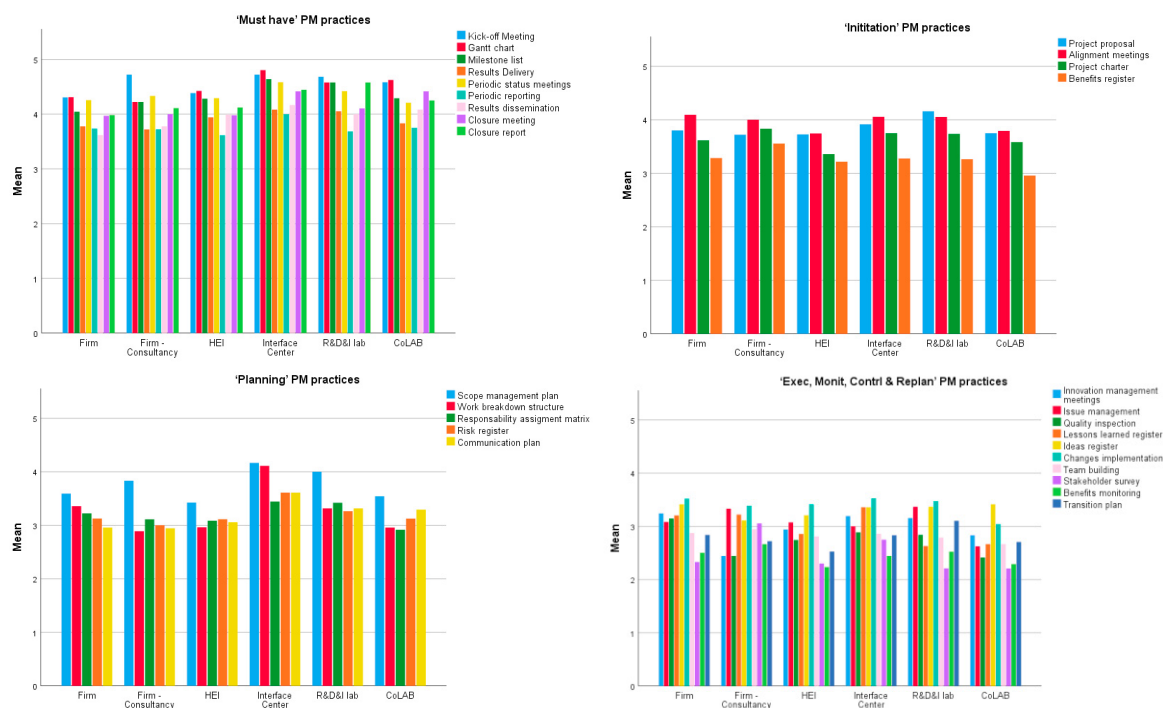 ‘Must have’ PM practices
Kick-off Meeting
Gantt chart
Milestone list
Results Delivery
Periodic status meetings
Periodic reporting
Results dissemination
Closure meeting
Closure report
Mean
5
4
3
2
1
0
Firm
Firm -
Consultancy
HEI
Interface
Center
R&D&I lab
CoLAB
‘Inititation’ PM practices
Project proposal
Alignment meetings
Project charter
Benefits register
Mean
5
4
3
2
1
0
Firm
Firm -
Consultancy
HEI
Interface
Center
R&D&I lab
CoLAB
‘Planning’ PM practices
Scope management plan
Work breakdown structure
Responsability assigment matrix
Risk register
Communication plan
Mean
5
4
3
2
1
0
Firm
Firm -
Consultancy
HEI
Interface
Center
R&D&I lab
CoLAB
‘Exec, Monit, Contrl & Replan’ PM practices
Innovation management
meetings
Issue management
Quality inspection
Lessons learned register
Ideas register
Changes implementation
Team building
Stakeholder survey
Benefits monitoring
Transition plan
Mean
5
4
3
2
1
0
Firm
Firm -
Consultancy
HEI
Interface
Center
R&D&I lab
CoLAB